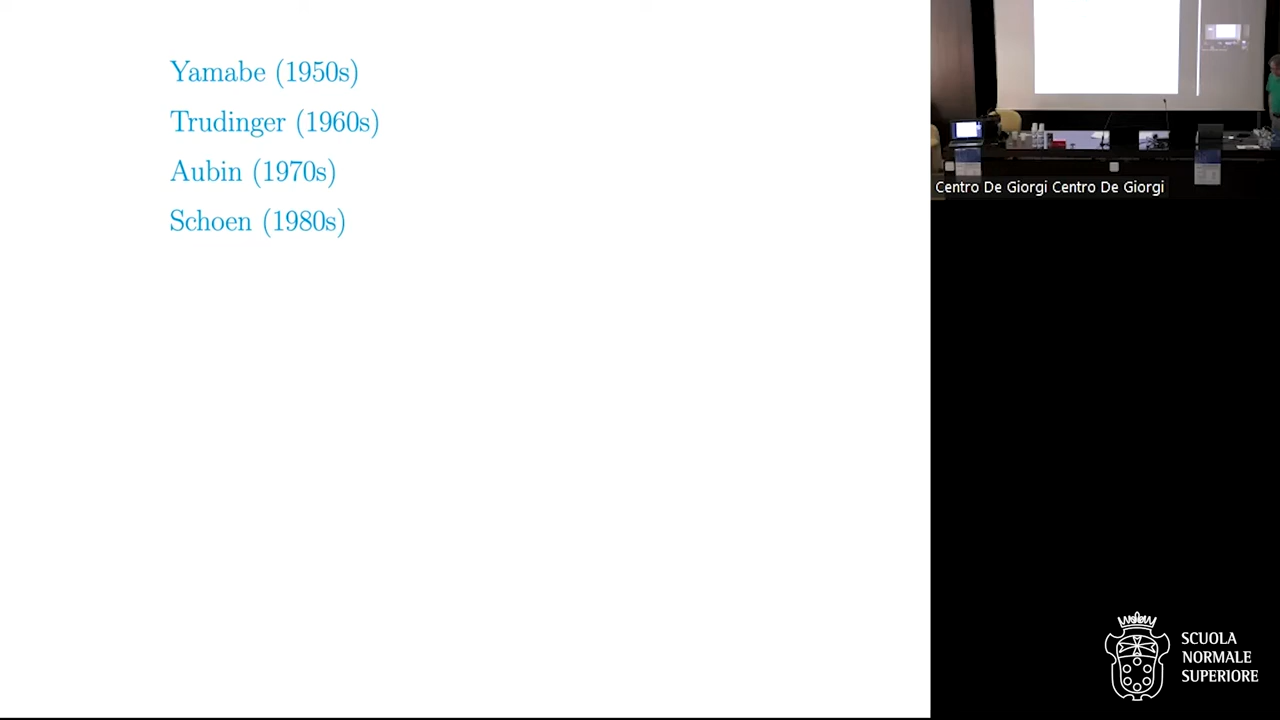 Yamabe (1950s)
Trudinger (1960s)
Aubin (1970s)
Schoen (1980s)
Centro De Giorgi Centro De Giorgi
SCUOLA
NORMALE
SUPERIORE